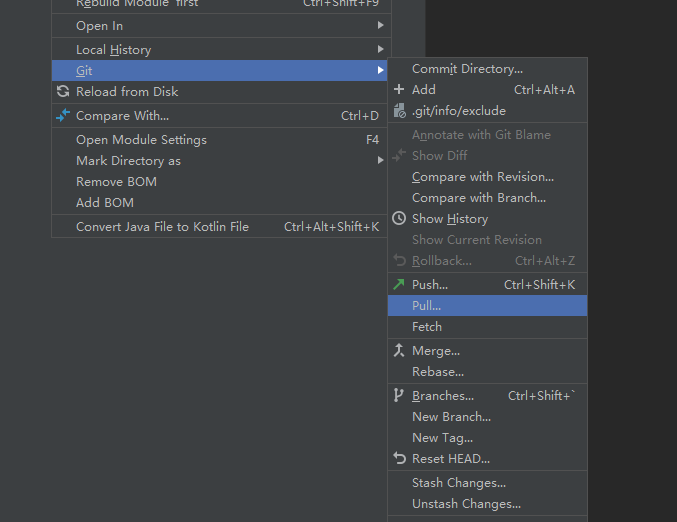 Rebuild Module 'first' Ctrl+Shift+F9
Open In
Local History
Git
Reload from Disk
Compare With... Ctrl+D
Open Module Settings F4
Mark Directory as
Remove BOM
Add BOM
Convert Java File to Kotlin File Ctrl+Alt+Shift+K
Commit Directory...
Add Ctrl+Alt+A
.git/info/exclude
Annotate with Git Blame
Show Diff
Compare with Revision...
Compare with Branch...
Show History
Show Current Revision
Rollback... Ctrl+Alt+Z
Push... Ctrl+Shift+K
Pull...
Fetch
Merge...
Rebase...
Branches... Ctrl+Shift+`
New Branch...
New Tag...
Reset HEAD...
Stash Changes...
Unstash Changes...